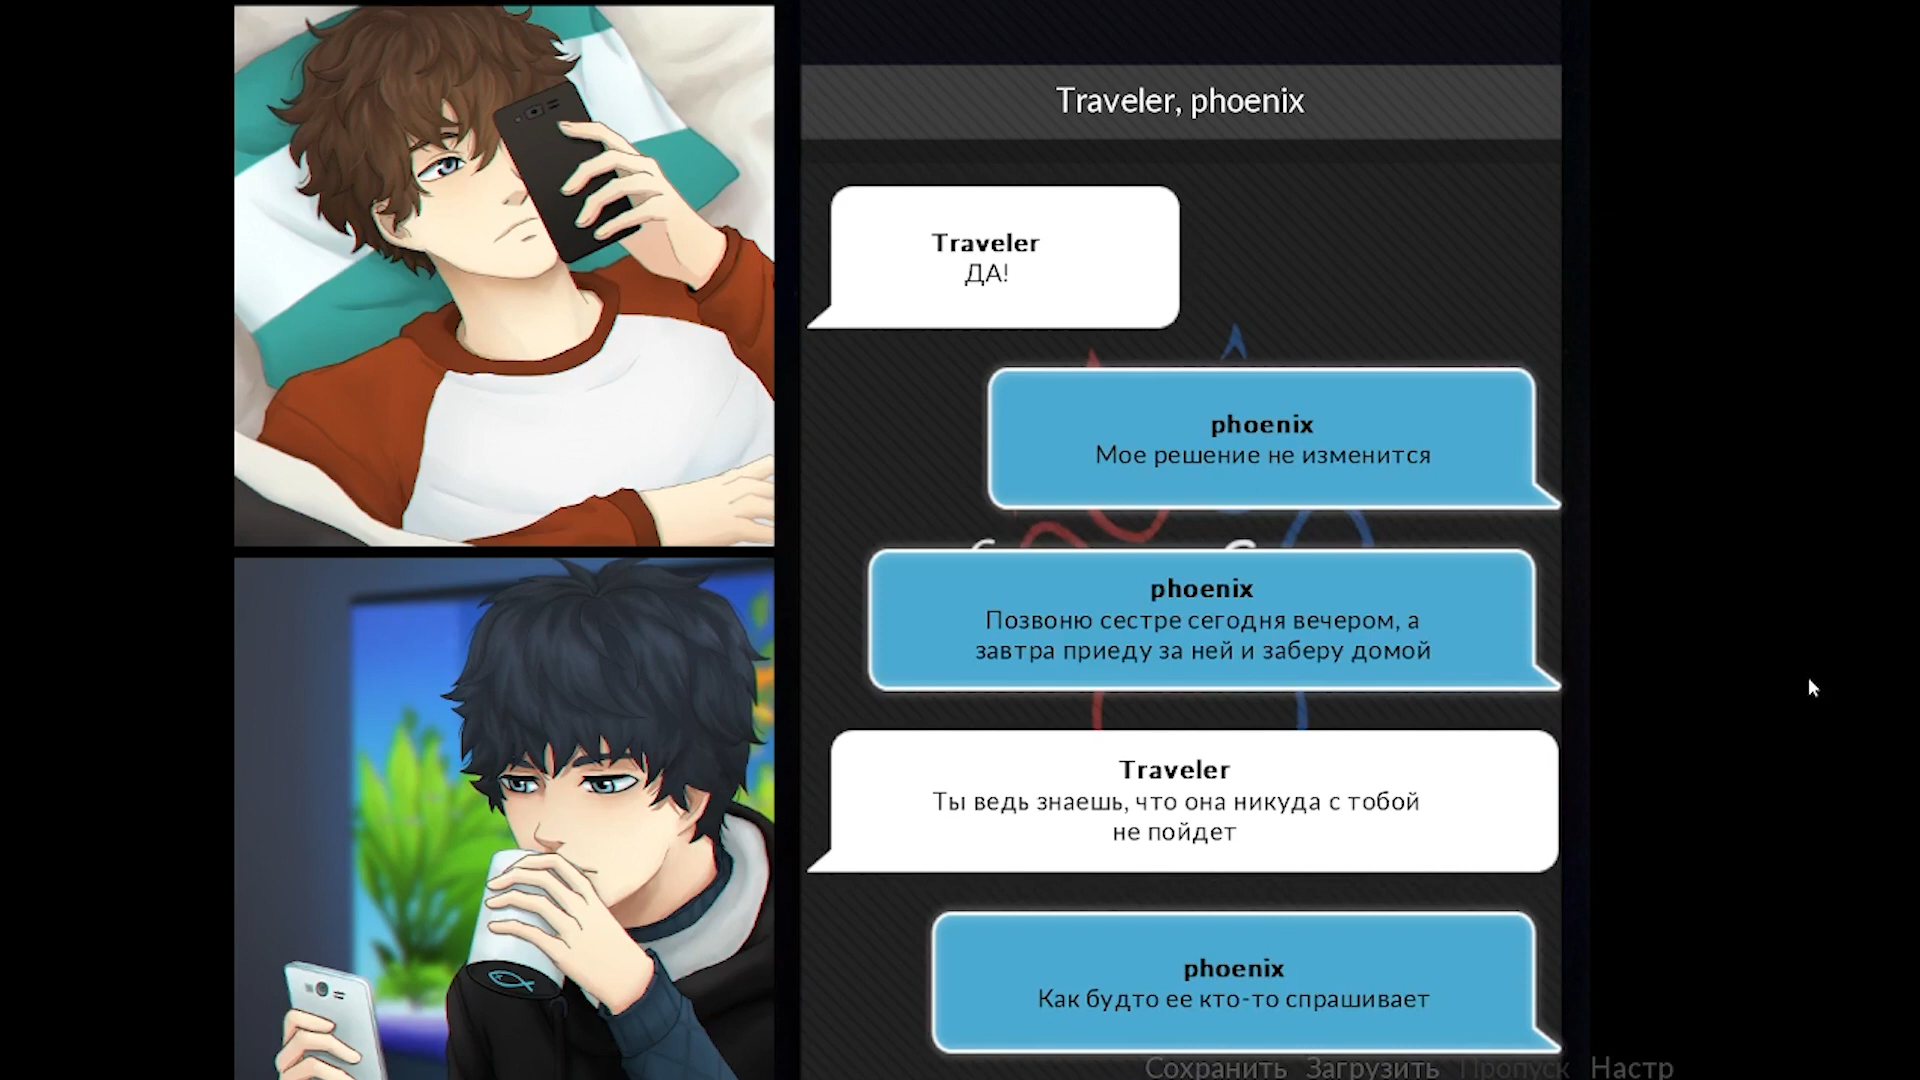 Traveler, phoenix
Traveler
ДА!
phoenix
Мое решение не изменится
phoenix
Позвоню сестре сегодня вечером, а
завтра приеду за ней и заберу домой
Traveler
Ты ведь знаешь, что она никуда с тобой
не пойдет
phoenix
Как будто ее кто-то спрашивает
Сохранить Загрузить Пропуск Настр